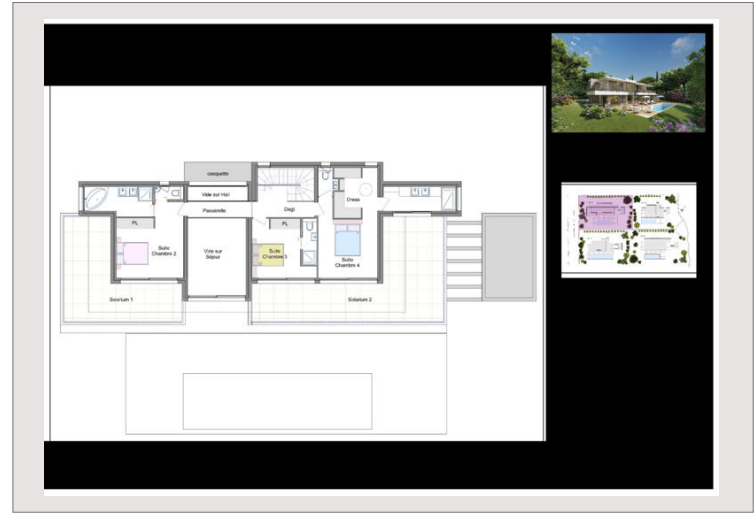 casquette
Vide sur Hall
Passerelle
Degt
Dress
PL
PL
Suite
Chambre 2
Vide sur
Séjour
Suite
Chambre 3
Suite
Chambre 4
Solarium 1
Solarium 2